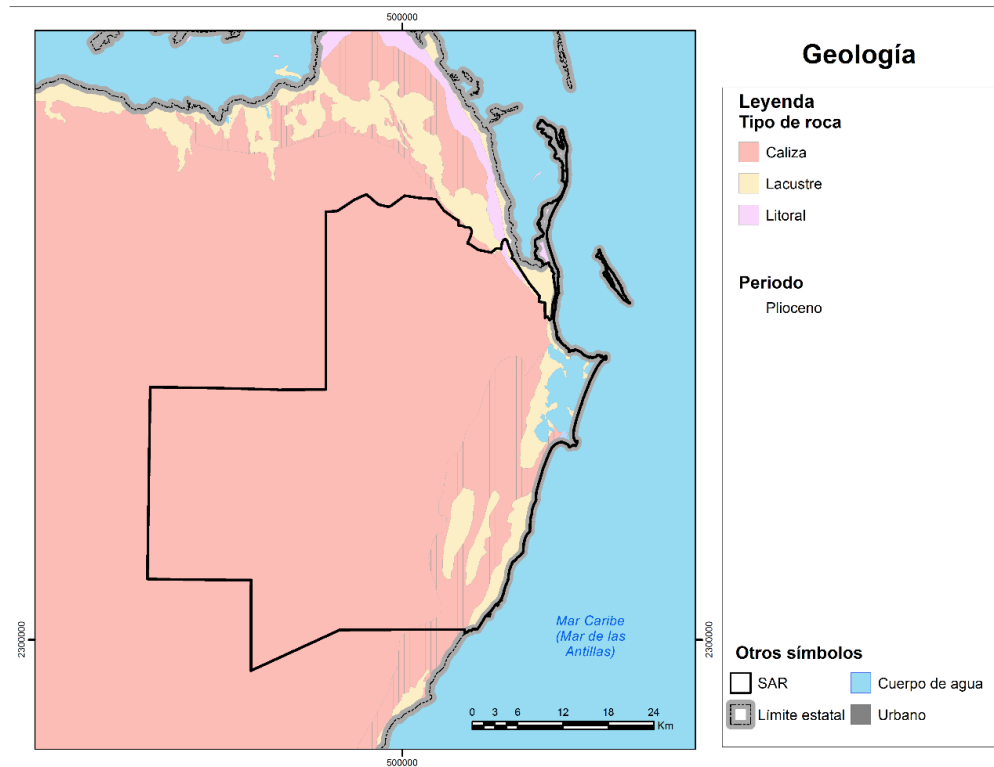 500000
Geología
Leyenda
Tipo de roca
Caliza
Lacustre
Litoral
Periodo
Plioceno
2300000
2300000
Mar Caribe
(Mar de las
Antillas)
0 3 6 12 18 24
Km
Otros símbolos
SAR
Cuerpo de agua
Límite estatal
Urbano
500000